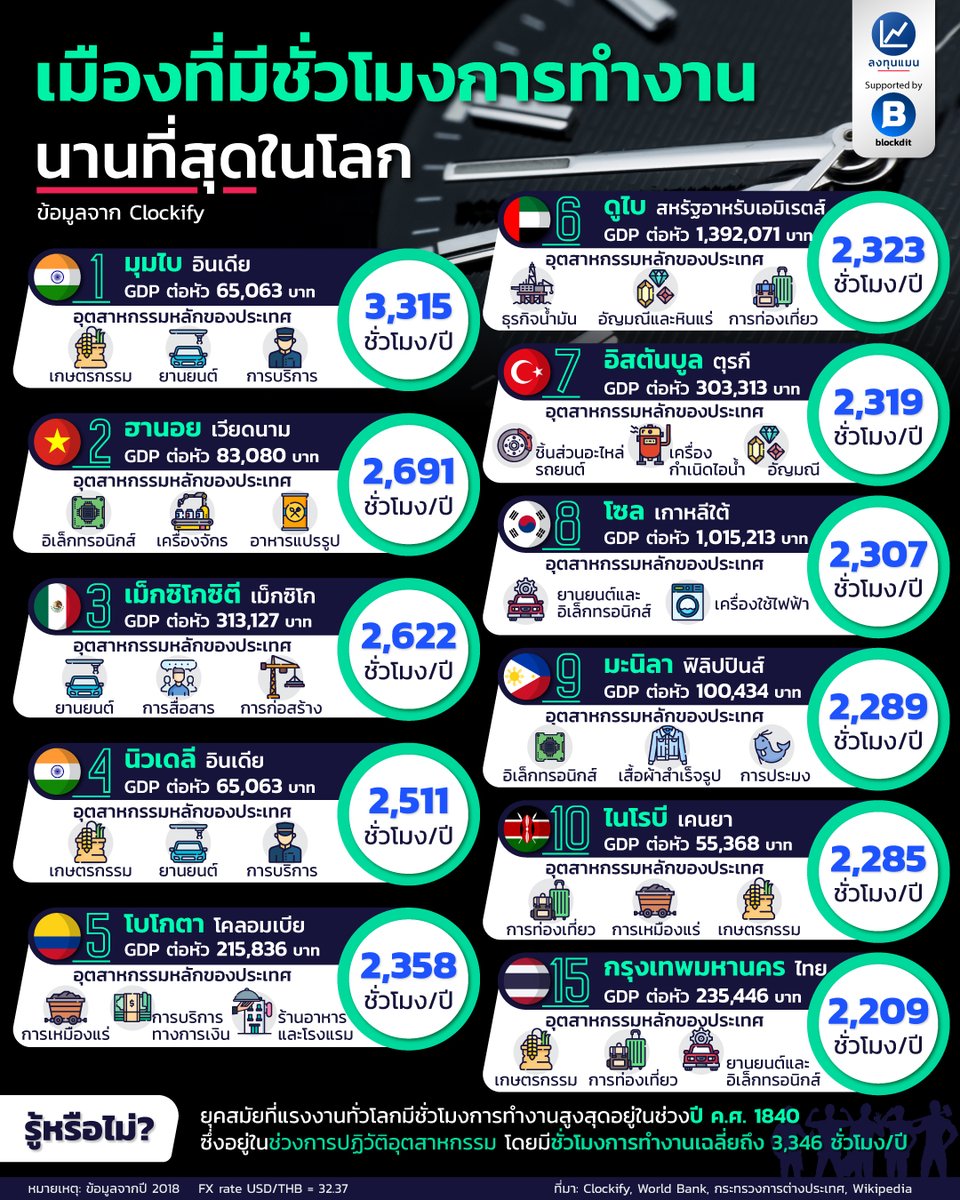 เมืองที่มีชั่วโมงการทำงาน
นานที่สุดในโลก
ข้อมูลจาก Clockify
ลงทุนแมน
Supported by
B
blockdit
1 มุมไบ อินเดีย
GDP ต่อหัว 65,063 บาท
อุตสาหกรรมหลักของประเทศ
เกษตรกรรม ยานยนต์ การบริการ
3,315
ชั่วโมง/ปี
2 ฮานอย เวียดนาม
GDP ต่อหัว 83,080 บาท
อุตสาหกรรมหลักของประเทศ
อิเล็กทรอนิกส์ เครื่องจักร อาหารแปรรูป
2,691
ชั่วโมง/ปี
3 เม็กซิโกซิตี เม็กซิโก
GDP ต่อหัว 313,127 บาท
อุตสาหกรรมหลักของประเทศ
ยานยนต์ การสื่อสาร การก่อสร้าง
2,622
ชั่วโมง/ปี
4 นิวเดลี อินเดีย
GDP ต่อหัว 65,063 บาท
อุตสาหกรรมหลักของประเทศ
เกษตรกรรม ยานยนต์ การบริการ
2,511
ชั่วโมง/ปี
5 โบโกตา โคลอมเบีย
GDP ต่อหัว 215,836 บาท
อุตสาหกรรมหลักของประเทศ
การเหมืองแร่ การบริการ ร้านอาหาร
ทางการเงิน และโรงแรม
2,358
ชั่วโมง/ปี
6 ดูไบ สหรัฐอาหรับเอมิเรตส์
GDP ต่อหัว 1,392,071 บาท
อุตสาหกรรมหลักของประเทศ
ธุรกิจน้ำมัน อัญมณีและหินแร่ การท่องเที่ยว
2,323
ชั่วโมง/ปี
7 อิสตันบูล ตุรกี
GDP ต่อหัว 303,313 บาท
อุตสาหกรรมหลักของประเทศ
ชิ้นส่วนอะไหล่ เครื่อง
รถยนต์ กำเนิดไอน้ำ อัญมณี
2,319
ชั่วโมง/ปี
8 โซล เกาหลีใต้
GDP ต่อหัว 1,015,213 บาท
อุตสาหกรรมหลักของประเทศ
ยานยนต์และ เครื่องใช้ไฟฟ้า
อิเล็กทรอนิกส์
2,307
ชั่วโมง/ปี
9 มะนิลา ฟิลิปปินส์
GDP ต่อหัว 100,434 บาท
อุตสาหกรรมหลักของประเทศ
อิเล็กทรอนิกส์ เสื้อผ้าสำเร็จรูป การประมง
2,289
ชั่วโมง/ปี
10 ไนโรบี เคนยา
GDP ต่อหัว 55,368 บาท
อุตสาหกรรมหลักของประเทศ
การท่องเที่ยว การเหมืองแร่ เกษตรกรรม
2,285
ชั่วโมง/ปี
15 กรุงเทพมหานคร ไทย
GDP ต่อหัว 235,446 บาท
อุตสาหกรรมหลักของประเทศ
เกษตรกรรม การท่องเที่ยว ยานยนต์และ
อิเล็กทรอนิกส์
2,209
ชั่วโมง/ปี
รู้หรือไม่?
ยุคสมัยที่แรงงานทั่วโลกมีชั่วโมงการทำงานสูงสุดอยู่ในช่วงปี ค.ศ. 1840
ซึ่งอยู่ในช่วงการปฏิวัติอุตสาหกรรม โดยมีชั่วโมงการทำงานเฉลี่ยถึง 3,346 ชั่วโมง/ปี
หมายเหตุ: ข้อมูลจากปี 2018 FX rate USD/THB = 32.37
ที่มา: Clockify, World Bank, กระทรวงการต่างประเทศ, Wikipedia